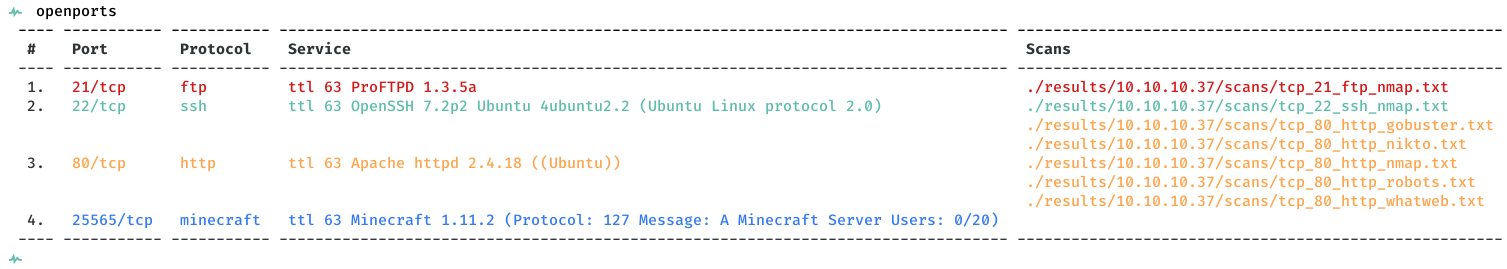 openports
---- ----------- ----------- --------------------------------------------------------------------------------- ------------------------------------------------------
# Port Protocol Service Scans
---- ----------- ----------- --------------------------------------------------------------------------------- ------------------------------------------------------
1. 21/tcp ftp ttl 63 ProFTPD 1.3.5a ./results/10.10.10.37/scans/tcp_21_ftp_nmap.txt
2. 22/tcp ssh ttl 63 OpenSSH 7.2p2 Ubuntu 4ubuntu2.2 (Ubuntu Linux protocol 2.0) ./results/10.10.10.37/scans/tcp_22_ssh_nmap.txt
./results/10.10.10.37/scans/tcp_80_http_gobuster.txt
./results/10.10.10.37/scans/tcp_80_http_nikto.txt
3. 80/tcp http ttl 63 Apache httpd 2.4.18 ((Ubuntu)) ./results/10.10.10.37/scans/tcp_80_http_nmap.txt
./results/10.10.10.37/scans/tcp_80_http_robots.txt
./results/10.10.10.37/scans/tcp_80_http_whatweb.txt
4. 25565/tcp minecraft ttl 63 Minecraft 1.11.2 (Protocol: 127 Message: A Minecraft Server Users: 0/20)
---- ----------- ----------- --------------------------------------------------------------------------------- ------------------------------------------------------